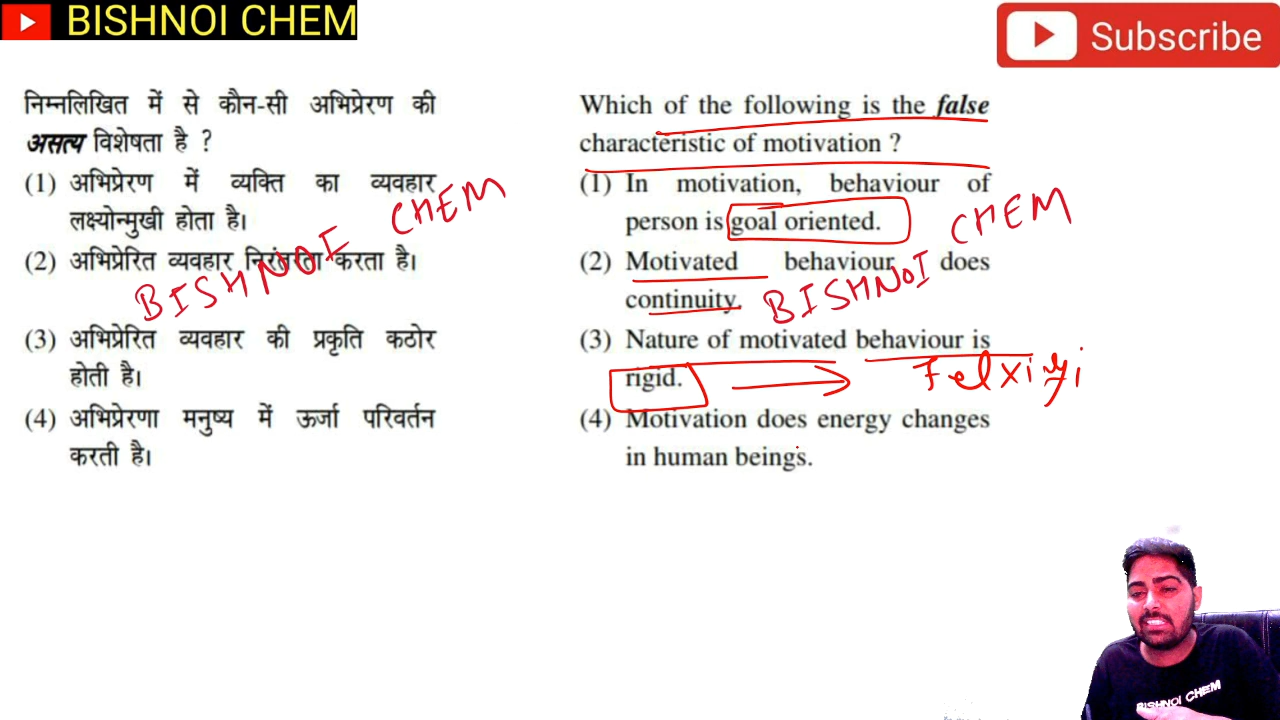 BISHNOI CHEM
Subscribe
निम्नलिखित में से कौन-सी अभिप्रेरण की
असत्य विशेषता है ?
(1) अभिप्रेरण में व्यक्ति का व्यवहार
लक्ष्योन्मुखी होता है।
(2) अभिप्रेरित व्यवहार निरंतरता करता है।
(3) अभिप्रेरित व्यवहार की प्रकृति कठोर
होती है।
(4) अभिप्रेरणा मनुष्य में ऊर्जा परिवर्तन
करती है।
BISHNOI CHEM
Which of the following is the false
characteristic of motivation ?
(1) In motivation, behaviour of
person is goal oriented.
(2) Motivated behaviour does
continuity.
(3) Nature of motivated behaviour is
rigid.
(4) Motivation does energy changes
in human beings.
BISHNOI CHEM
BISHNOI CHEM